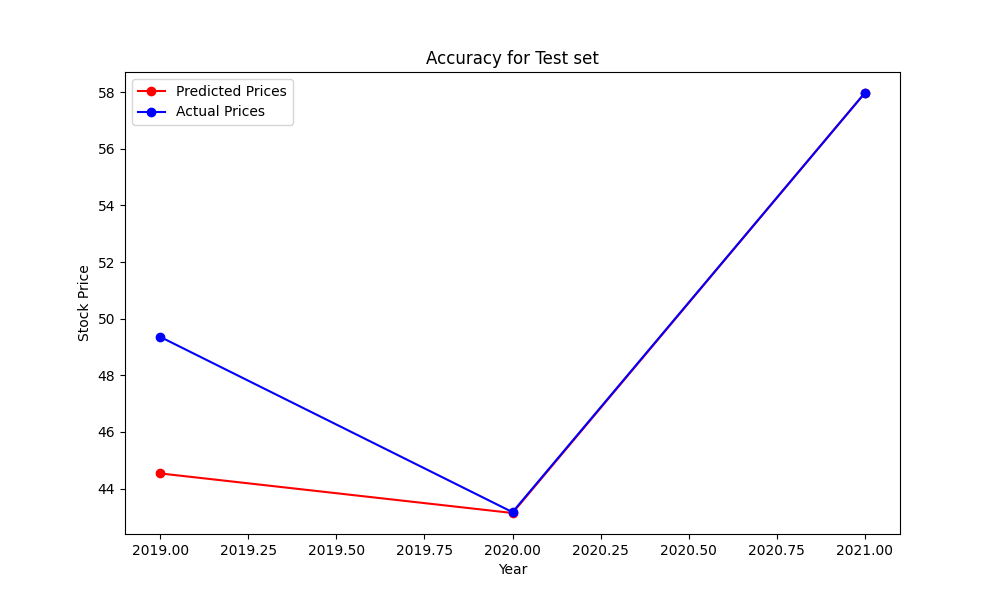 Accuracy for Test set
Predicted Prices
Actual Prices
58
56
54
52
50
48
46
44
Stock Price
2019.00 2019.25 2019.50 2019.75 2020.00 2020.25 2020.50 2020.75 2021.00
Year